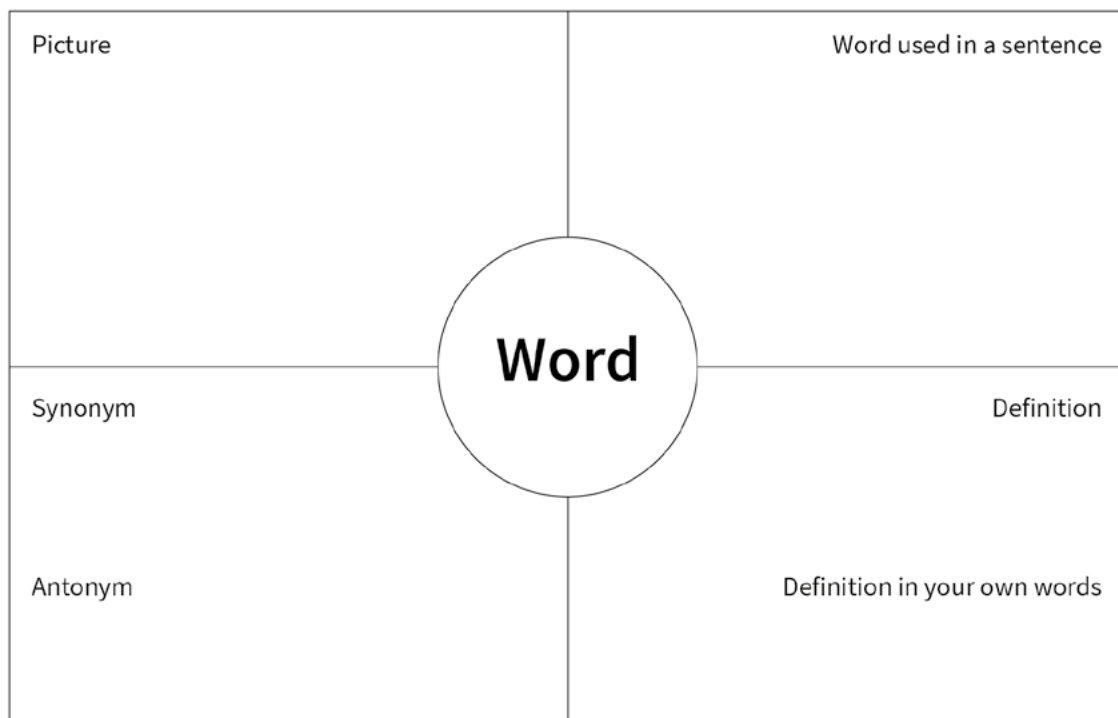 Picture
Word used in a sentence
Word
Synonym
Definition
Antonym
Definition in your own words